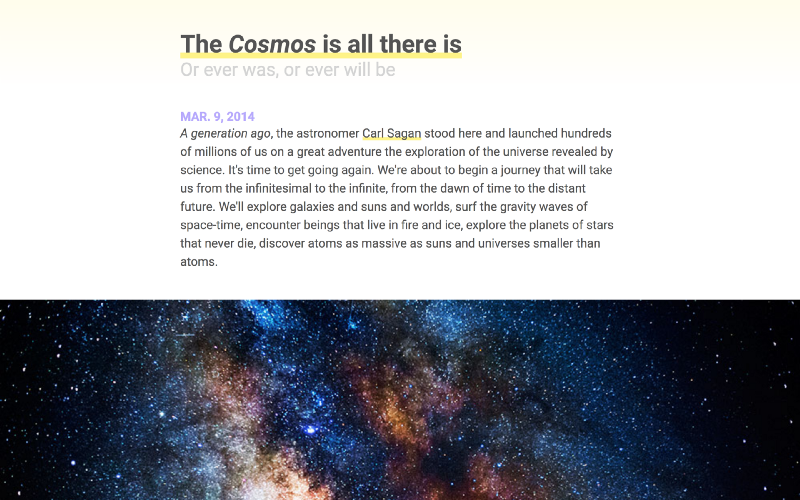 The Cosmos is all there is
Or ever was, or ever will be
MAR. 9, 2014
A generation ago, the astronomer Carl Sagan stood here and launched hundreds
of millions of us on a great adventure the exploration of the universe revealed by
science. It's time to get going again. We're about to begin a journey that will take
us from the infinitesimal to the infinite, from the dawn of time to the distant
future. We'll explore galaxies and suns and worlds, surf the gravity waves of
space-time, encounter beings that live in fire and ice, explore the planets of stars
that never die, discover atoms as massive as suns and universes smaller than
atoms.